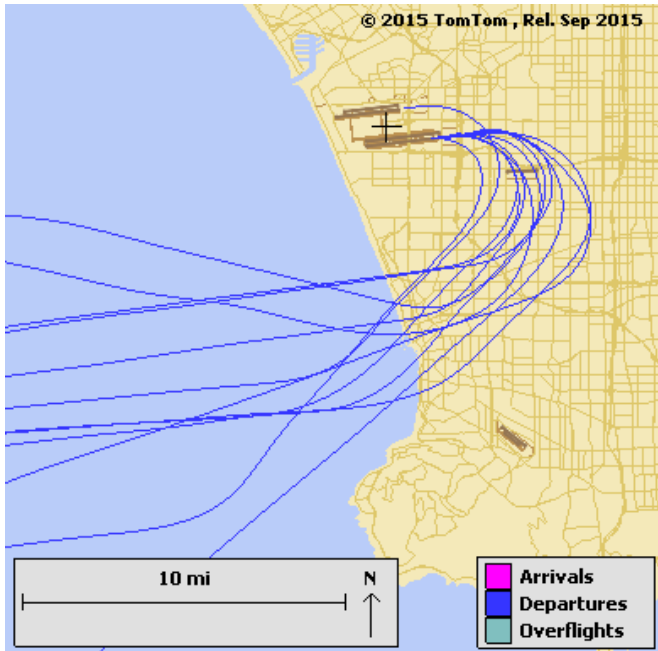 © 2015 TomTom , Rel. Sep 2015
10 mi
N
Arrivals
Departures
Overflights